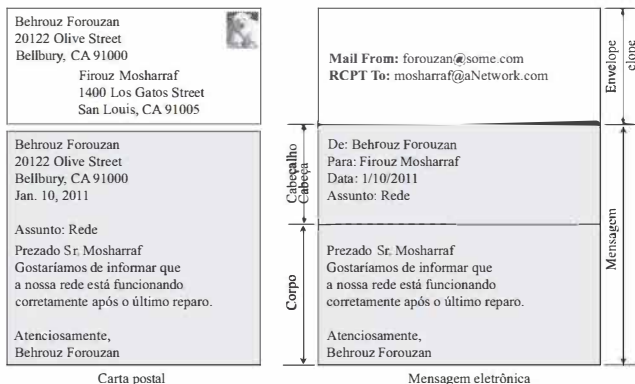 Behrouz Forouzan
20122 Olive Street
Bellbury, CA 91000
Firouz Mosharraf
1400 Los Gatos Street
San Louis, CA 91005
Behrouz Forouzan
20122 Olive Street
Bellbury, CA 91000
Jan. 10, 2011
Assunto: Rede
Prezado Sr. Mosharraf
Gostaríamos de informar que
a nossa rede está funcionando
corretamente após o último reparo.
Atenciosamente,
Behrouz Forouzan
Carta postal
Mail From: forouzan@some.com
RCPT To: mosharraf@aNetwork.com
Envelope
clone
Cabeçalho
Cabeça
De: Behrouz Forouzan
Para: Firouz Mosharraf
Data: 1/10/2011
Assunto: Rede
Mensagem
Corpo
Prezado Sr. Mosharraf
Gostaríamos de informar que
a nossa rede está funcionando
corretamente após o último reparo.
Atenciosamente,
Behrouz Forouzan
Mensagem eletrônica